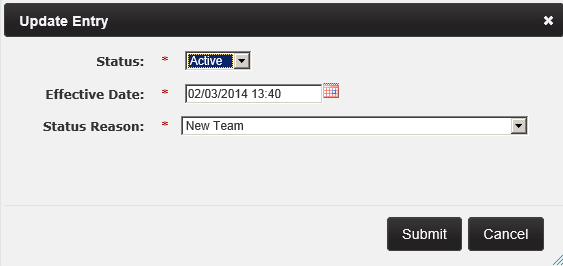 Update Entry ×
Status: * Active
Effective Date: * 02/03/2014 13:40
Status Reason: * New Team
Submit Cancel